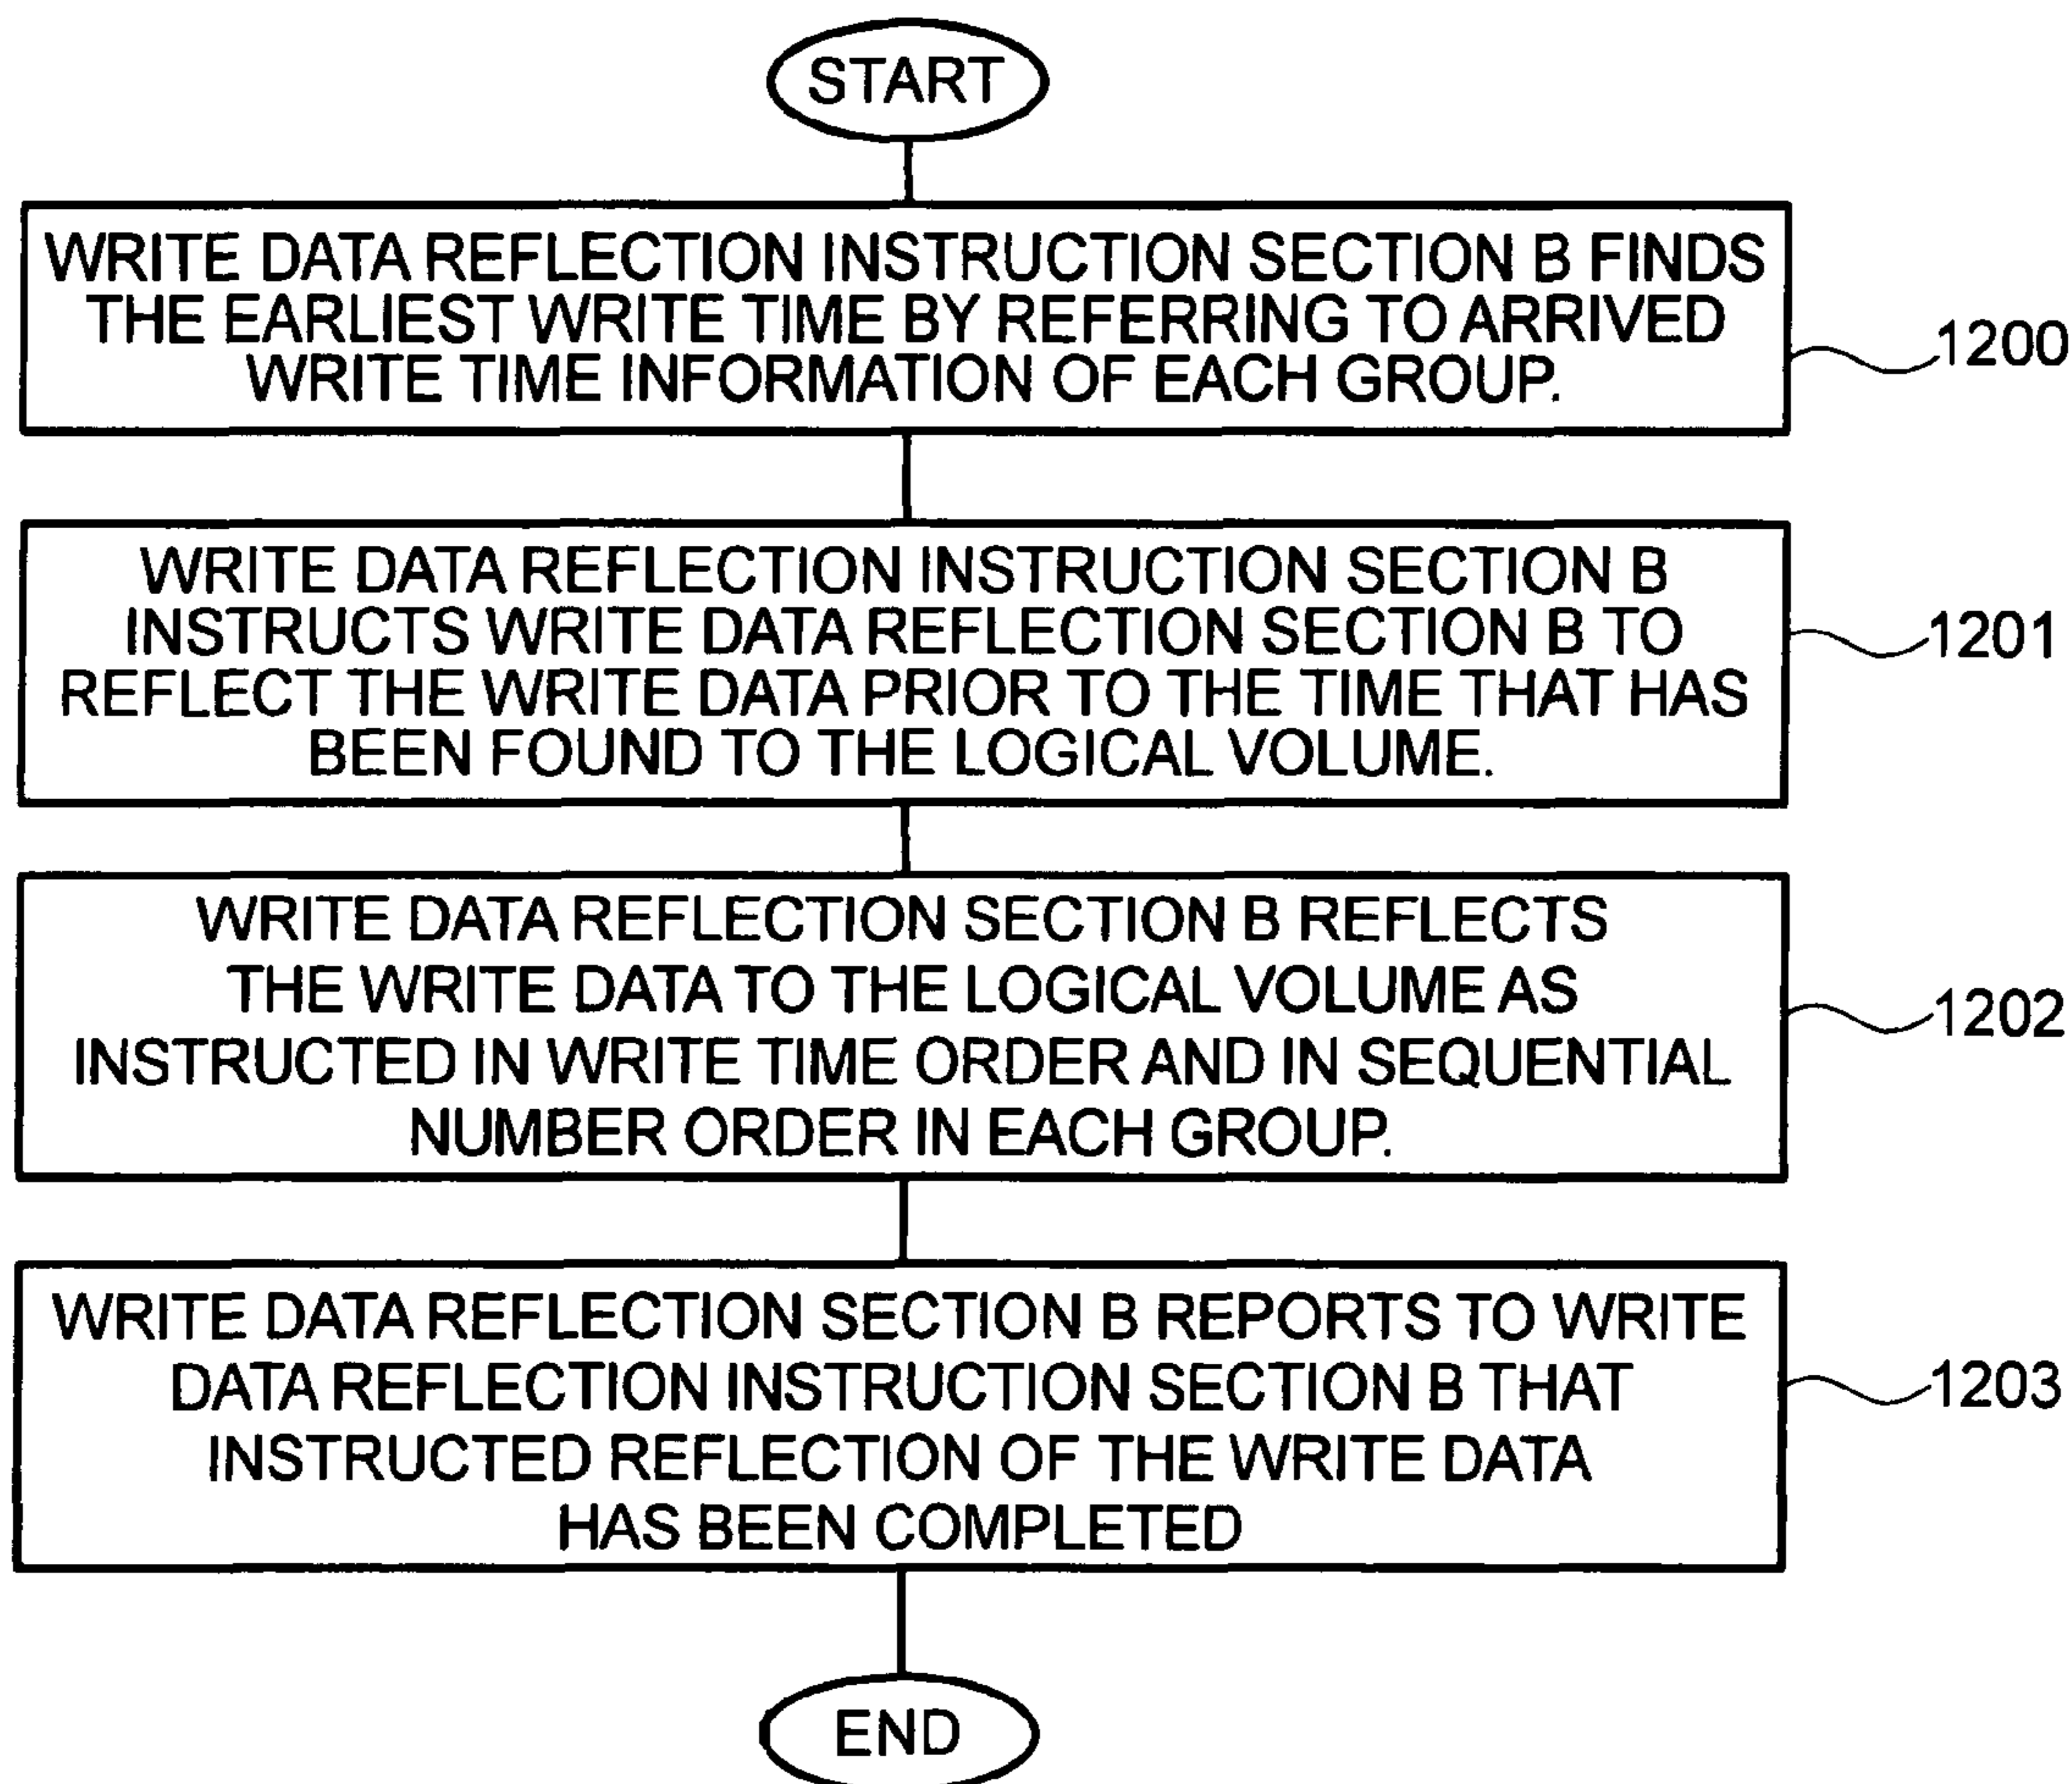 START
WRITE DATA REFLECTION INSTRUCTION SECTION B FINDS
THE EARLIEST WRITE TIME BY REFERRING TO ARRIVED
WRITE TIME INFORMATION OF EACH GROUP.
1200
WRITE DATA REFLECTION INSTRUCTION SECTION B
INSTRUCTS WRITE DATA REFLECTION SECTION B TO
REFLECT THE WRITE DATA PRIOR TO THE TIME THAT HAS
BEEN FOUND TO THE LOGICAL VOLUME.
1201
WRITE DATA REFLECTION SECTION B REFLECTS
THE WRITE DATA TO THE LOGICAL VOLUME AS
INSTRUCTED IN WRITE TIME ORDER AND IN SEQUENTIAL
NUMBER ORDER IN EACH GROUP.
1202
WRITE DATA REFLECTION SECTION B REPORTS TO WRITE
DATA REFLECTION INSTRUCTION SECTION B THAT
INSTRUCTED REFLECTION OF THE WRITE DATA
HAS BEEN COMPLETED
1203
END